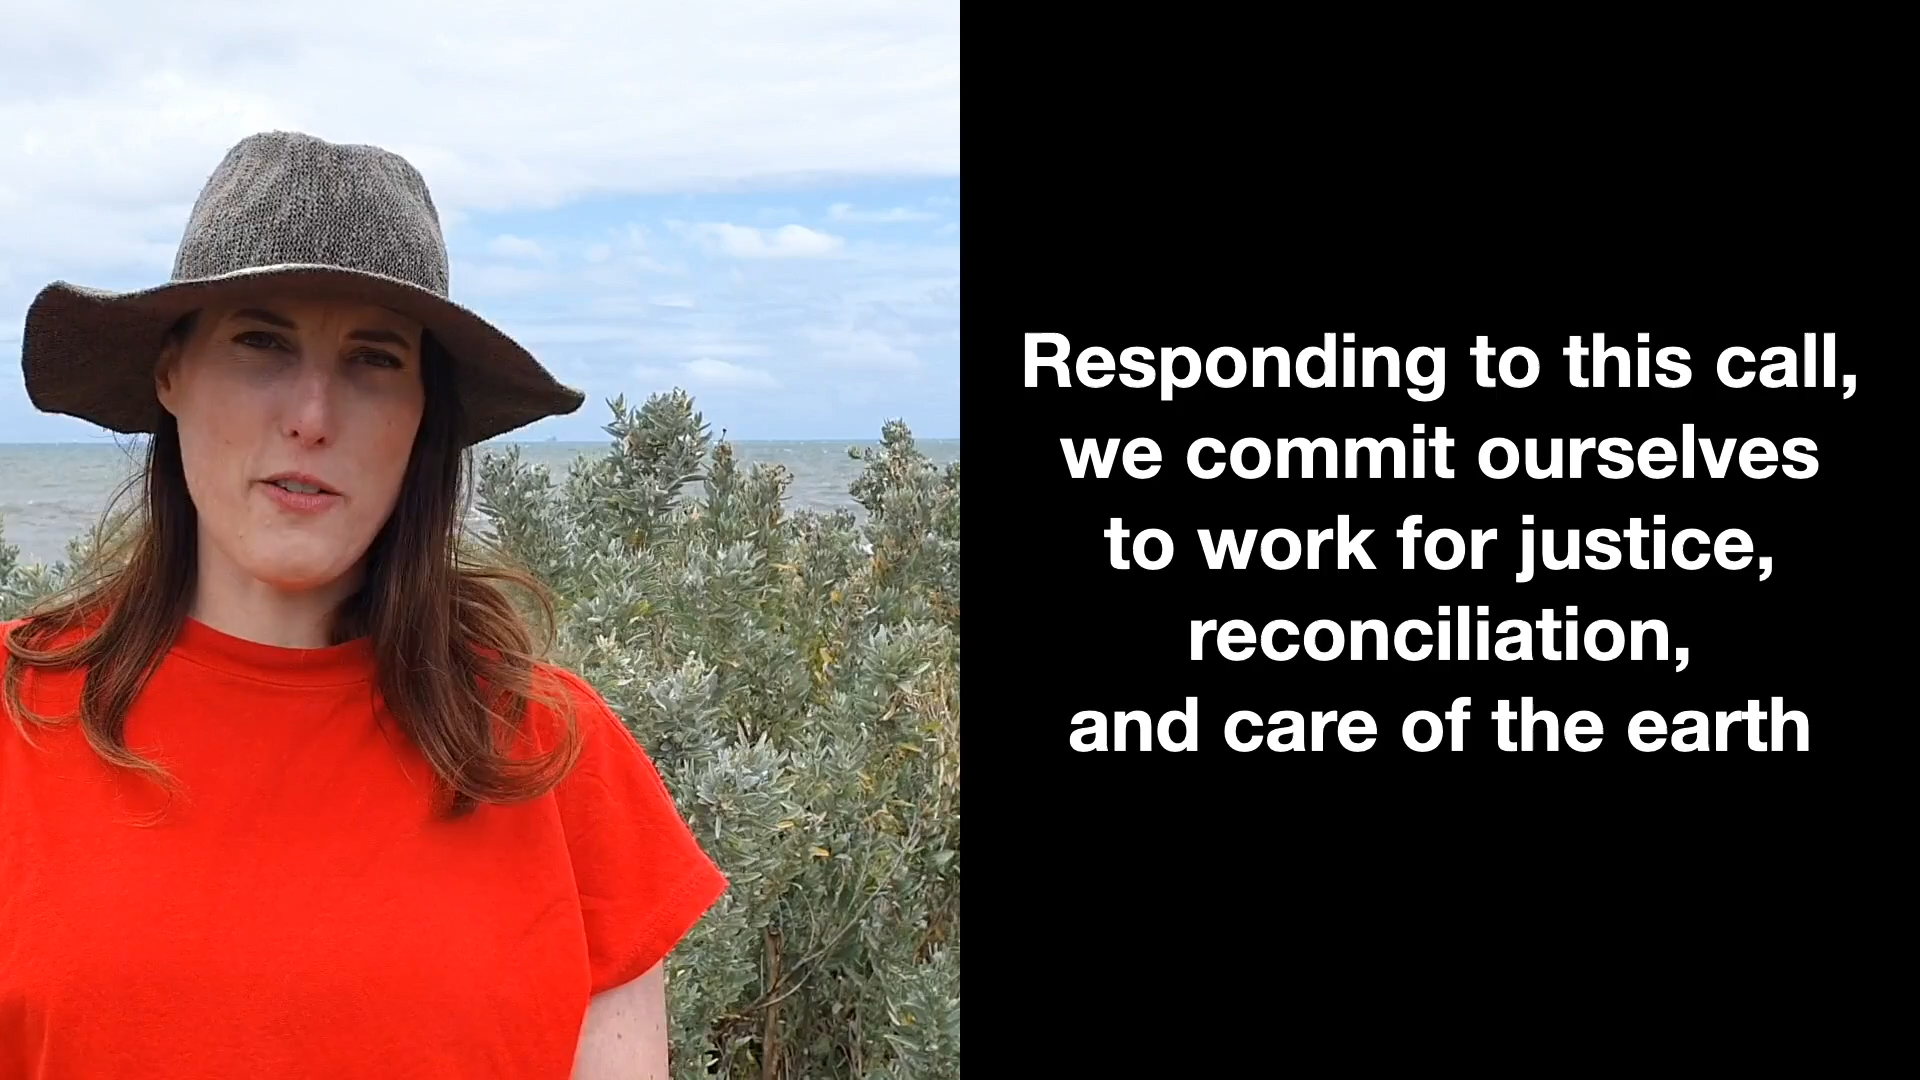 Responding to this call,
we commit ourselves
to work for justice,
reconciliation,
and care of the earth